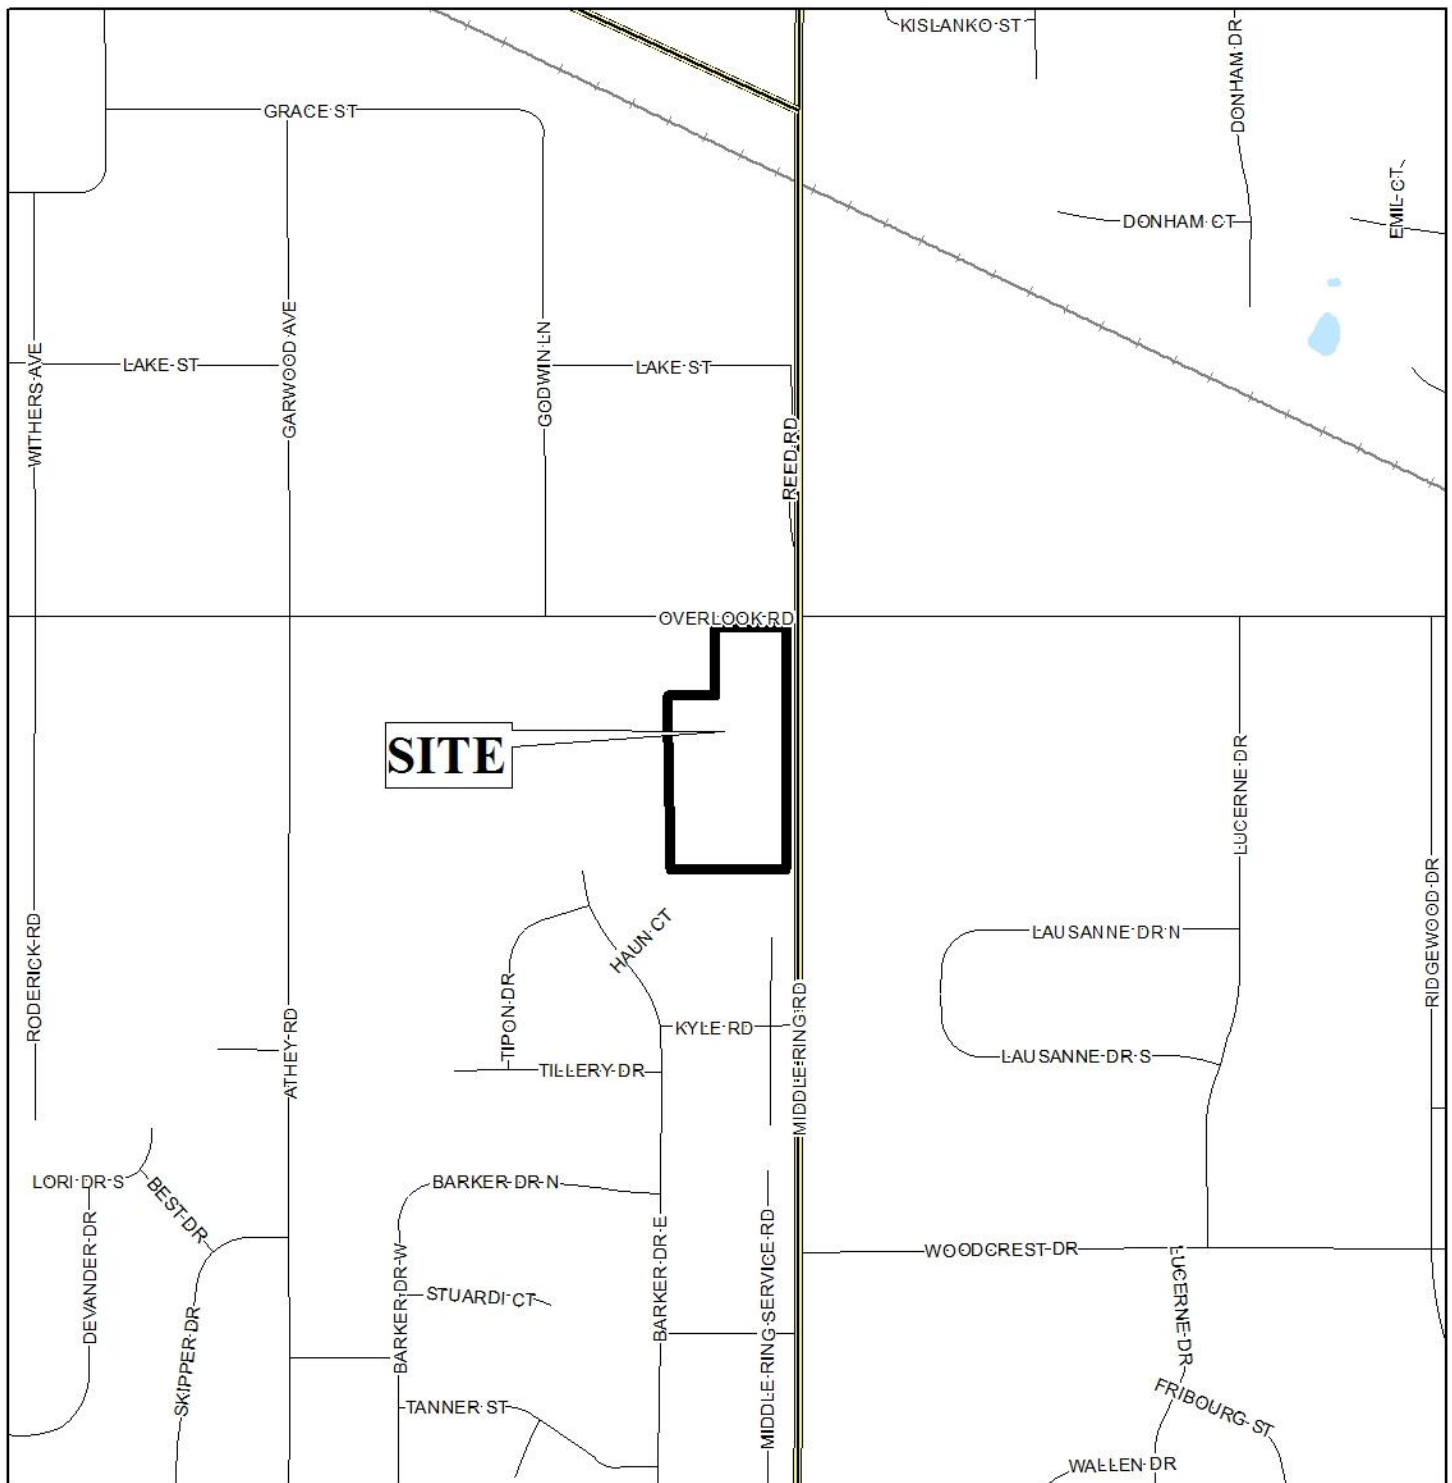 KISLANKO ST
DONHAM DR
GRACE ST
DONHAM CT
EMIL CT
WITHERS AVE
LAKE ST
GARWOOD AVE
GODWIN LN
LAKE ST
REED RD
OVERLOOK RD
SITE
LUCERNE DR
RIDGEWOOD DR
RODERICK RD
HAUN CT
LAUSANNE DR N
TIPON DR
ATHEY RD
KYLE RD
MIDDLE RING RD
LAUSANNE DR S
TILLERY DR
LORI DR S
BEST DR
BARKER DR N
DEVANDER DR
BARKER DR W
BARKER DR E
MIDDLE RING SERVICE RD
WOODCREST DR
STUARDI CT
LUCERNE DR
SKIPPER DR
TANNER ST
FRIBOURG ST
WALLEN DR